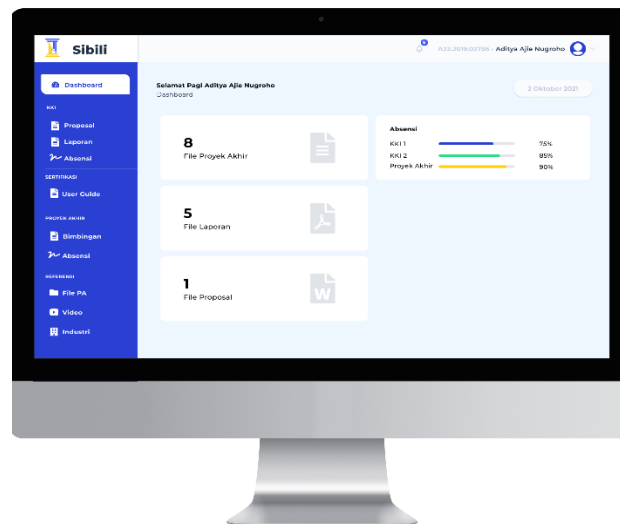 Sibili
A22.2019.02756 - Aditya Ajie Nugroho
Dashboard
KKI
Proposal
Laporan
Absensi
SERTIFIKASI
User Guide
PROYEK AKHIR
Bimbingan
Absensi
REFERENSI
File PA
Video
Industri
Selamat Pagi Aditya Ajie Nugroho
Dashboard
2 Oktober 2021
8
File Proyek Akhir
5
File Laporan
1
File Proposal
W
Absensi
KKI 1 75%
KKI 2 85%
Proyek Akhir 90%